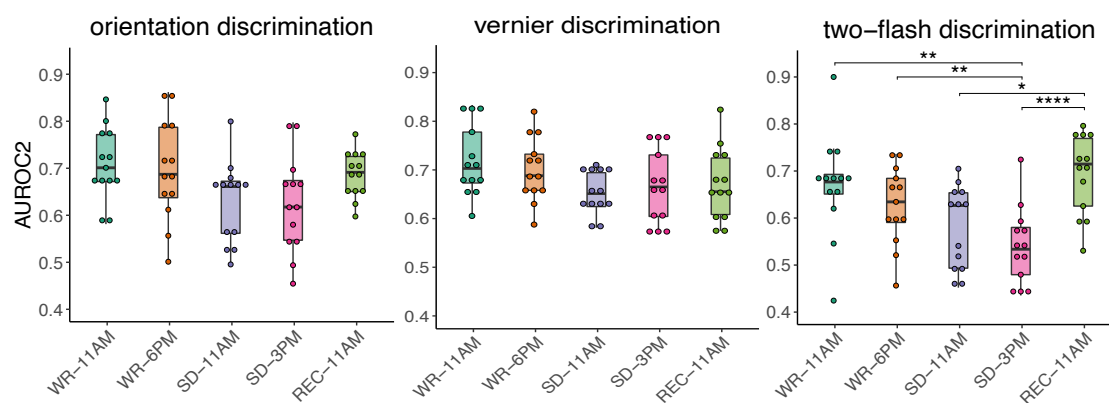 orientation discrimination
vernier discrimination
two-flash discrimination
AUROC2
0.9
0.8
0.7
0.6
0.5
0.4
WR-11AM
WR-6PM
SD-11AM
SD-3PM
REC-11AM
0.9
0.8
0.7
0.6
0.5
0.4
WR-11AM
WR-6PM
SD-11AM
SD-3PM
REC-11AM
**
**
*
****
0.9
0.8
0.7
0.6
0.5
0.4
WR-11AM
WR-6PM
SD-11AM
SD-3PM
REC-11AM